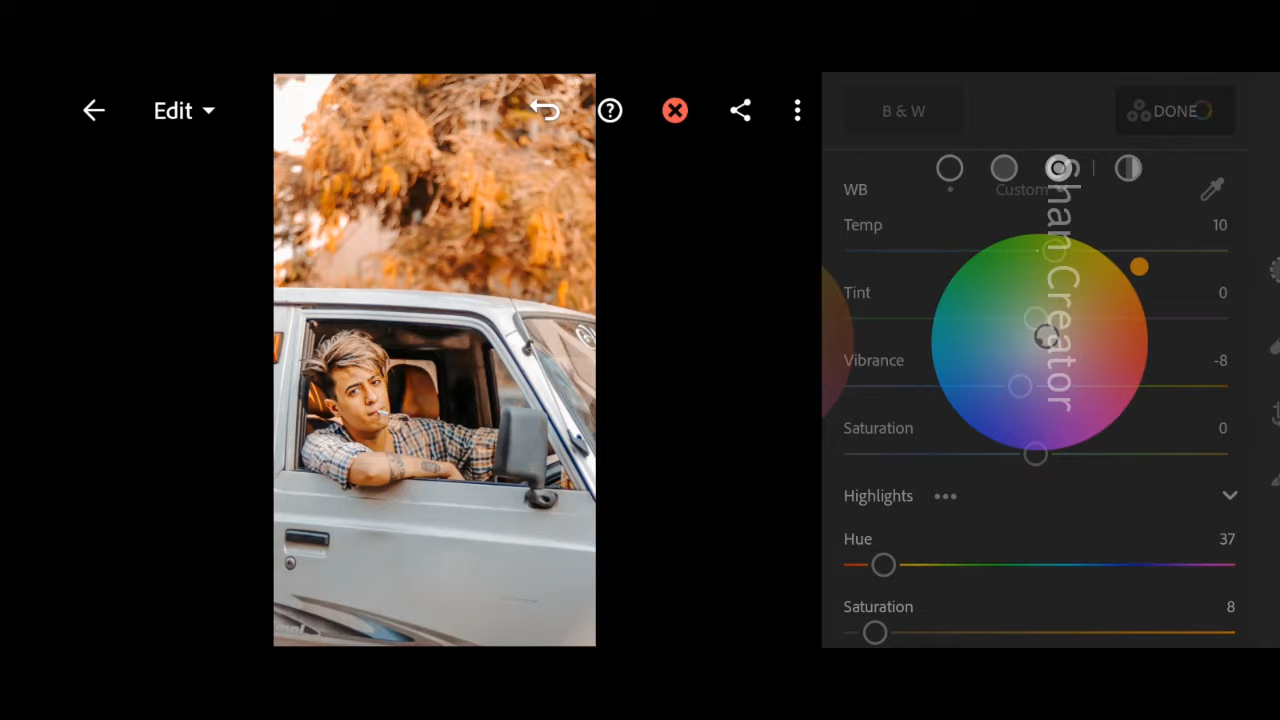 Edit
B & W
DONE
WB
Custom
Temp 10
Tint 0
Vibrance -8
Saturation 0
Highlights
Hue 37
Saturation 8
Shan Creator